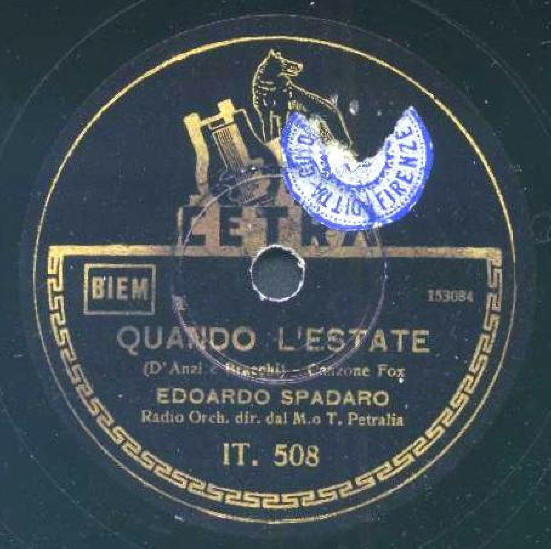 CETRA
BIEM
153084
QUANDO L'ESTATE
(D'Anzi - Bracchi) - Canzone Fox
EDOARDO SPADARO
Radio Orch. dir. dal M.o T. Petralia
IT. 508
FIRENZE